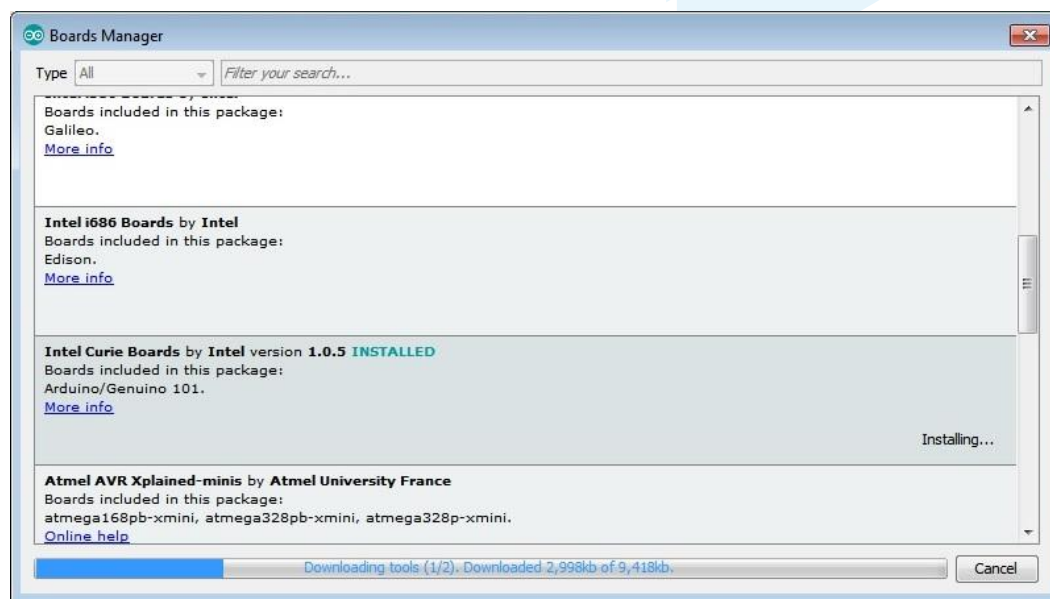 Boards Manager
Type All Filter your search...
Boards included in this package:
Galileo.
More info
Intel i686 Boards by Intel
Boards included in this package:
Edison.
More info
Intel Curie Boards by Intel version 1.0.5 INSTALLED
Boards included in this package:
Arduino/Genuino 101.
More info
Installing...
Atmel AVR Xplained-minis by Atmel University France
Boards included in this package:
atmega168pb-xmini, atmega328pb-xmini, atmega328p-xmini.
Online help
Downloading tools (1/2). Downloaded 2,998kb of 9,418kb.
Cancel